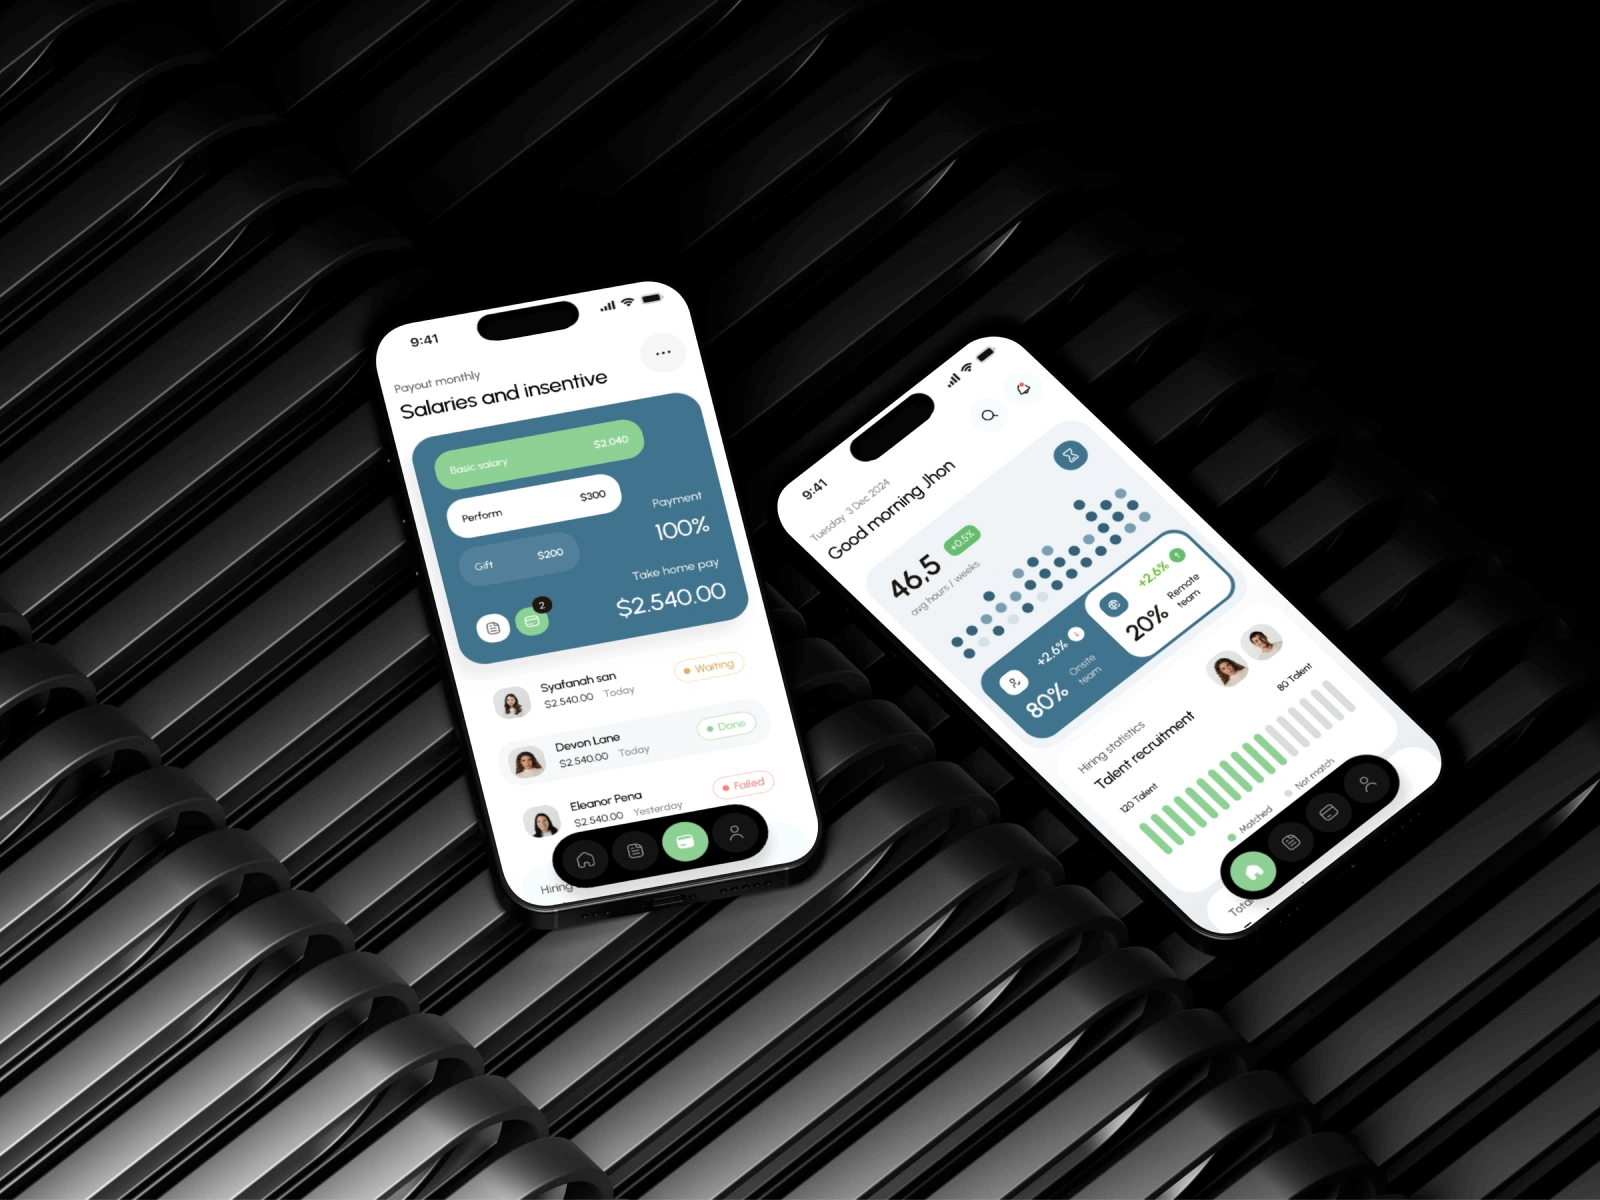 9:41
Payout monthly
Salaries and insentive
Basic salary $2.040
Perform $300
Gift $200
Payment
100%
Take home pay
$2.540.00
2
Syafanah san
$2.540.00 Today
Waiting
Devon Lane
$2.540.00 Today
Done
Eleanor Pena
$2.540.00 Yesterday
Failed
Hiring
9:41
Tuesday 3 Dec 2024
Good morning Jhon
46,5 +0.5%
avg hours / weeks
+2.6%
80% Onsite
team
+2.6%
20% Remote
team
Hiring statistics
Talent recruitment
120 Talent
80 Talent
Matched
Not match